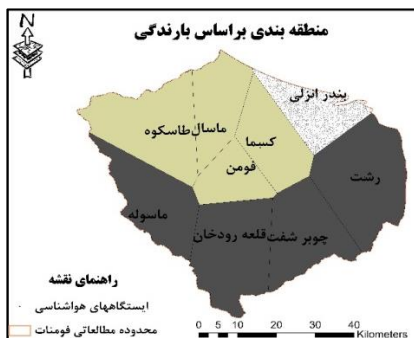 منطقه بندی براساس بارندگی
N
بندر انزلی
ماسال
طاسکوه
کسما
فومن
رشت
ماسوله
قلعه رودخان
چوبر شفت
راهنمای نقشه
ایستگاههای هواشناسی
محدوده مطالعاتی فومنات
0 5 10 20 30 40
Kilometers